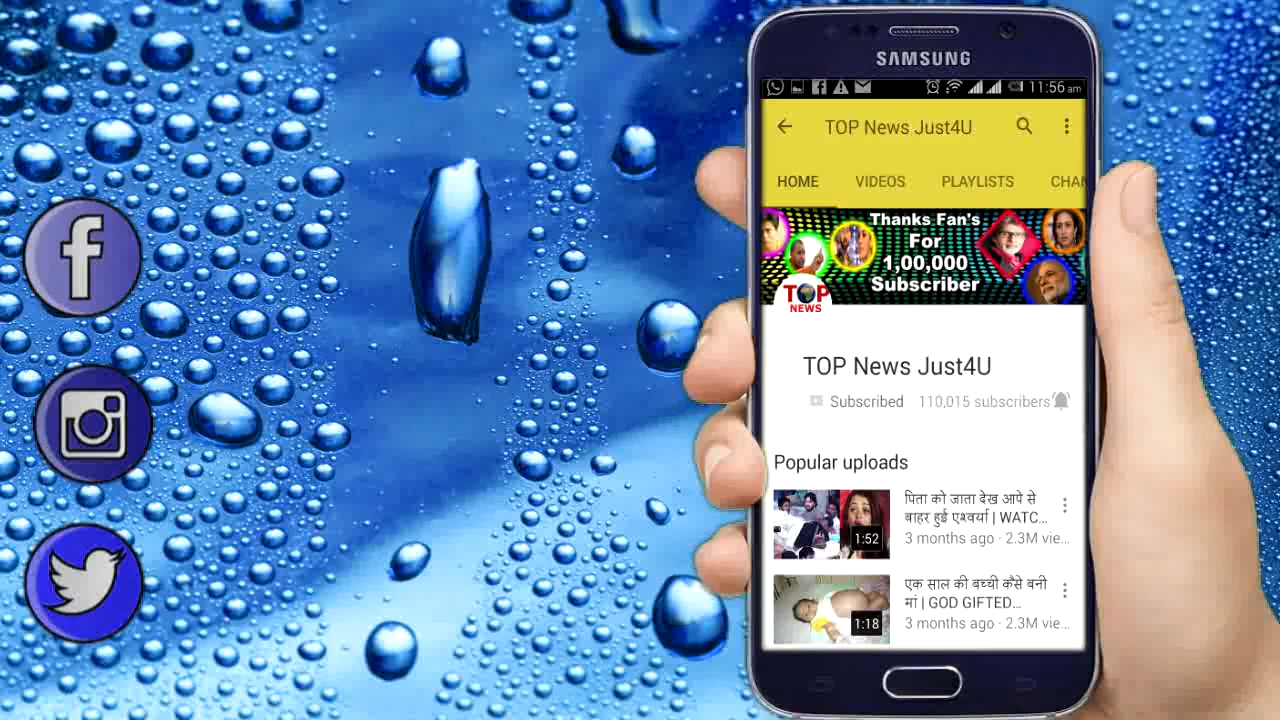 SAMSUNG
11:56 am
TOP News Just4U
HOME VIDEOS PLAYLISTS CHAN
Thanks Fan's
For
1,00,000
Subscriber
TOP
NEWS
TOP News Just4U
Subscribed 110,015 subscribers
Popular uploads
पिता को जाता देख आपे से
बाहर हुई एश्वर्या | WATC...
3 months ago · 2.3M vie...
1:52
एक साल की बच्ची कैसे बनी
मां | GOD GIFTED...
3 months ago · 2.3M vie...
1:18